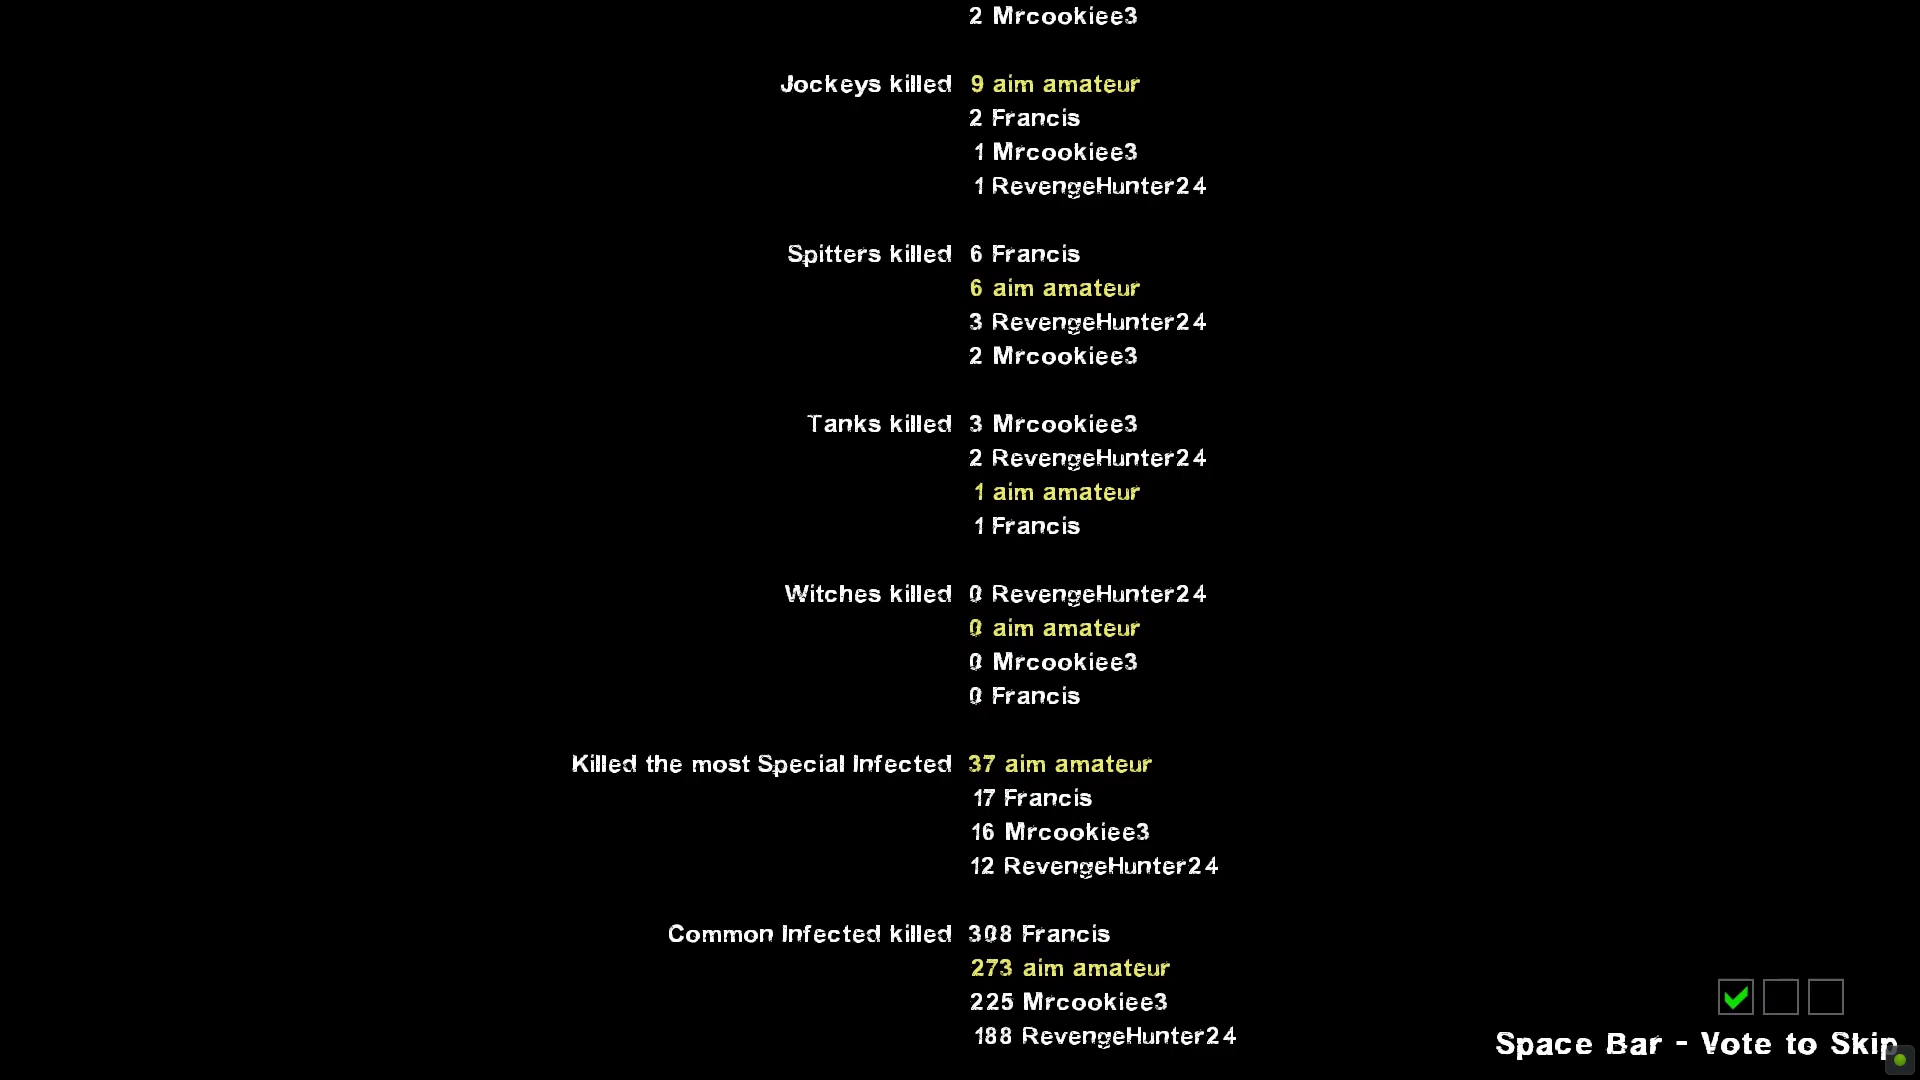 2 Mrcookiee3
Jockeys killed 9 aim amateur
2 Francis
1 Mrcookiee3
1 RevengeHunter24
Spitters killed 6 Francis
6 aim amateur
3 RevengeHunter24
2 Mrcookiee3
Tanks killed 3 Mrcookiee3
2 RevengeHunter24
1 aim amateur
1 Francis
Witches killed 0 RevengeHunter24
0 aim amateur
0 Mrcookiee3
0 Francis
Killed the most Special Infected 37 aim amateur
17 Francis
16 Mrcookiee3
12 RevengeHunter24
Common Infected killed 308 Francis
273 aim amateur
225 Mrcookiee3
188 RevengeHunter24
Space Bar - Vote to Skip